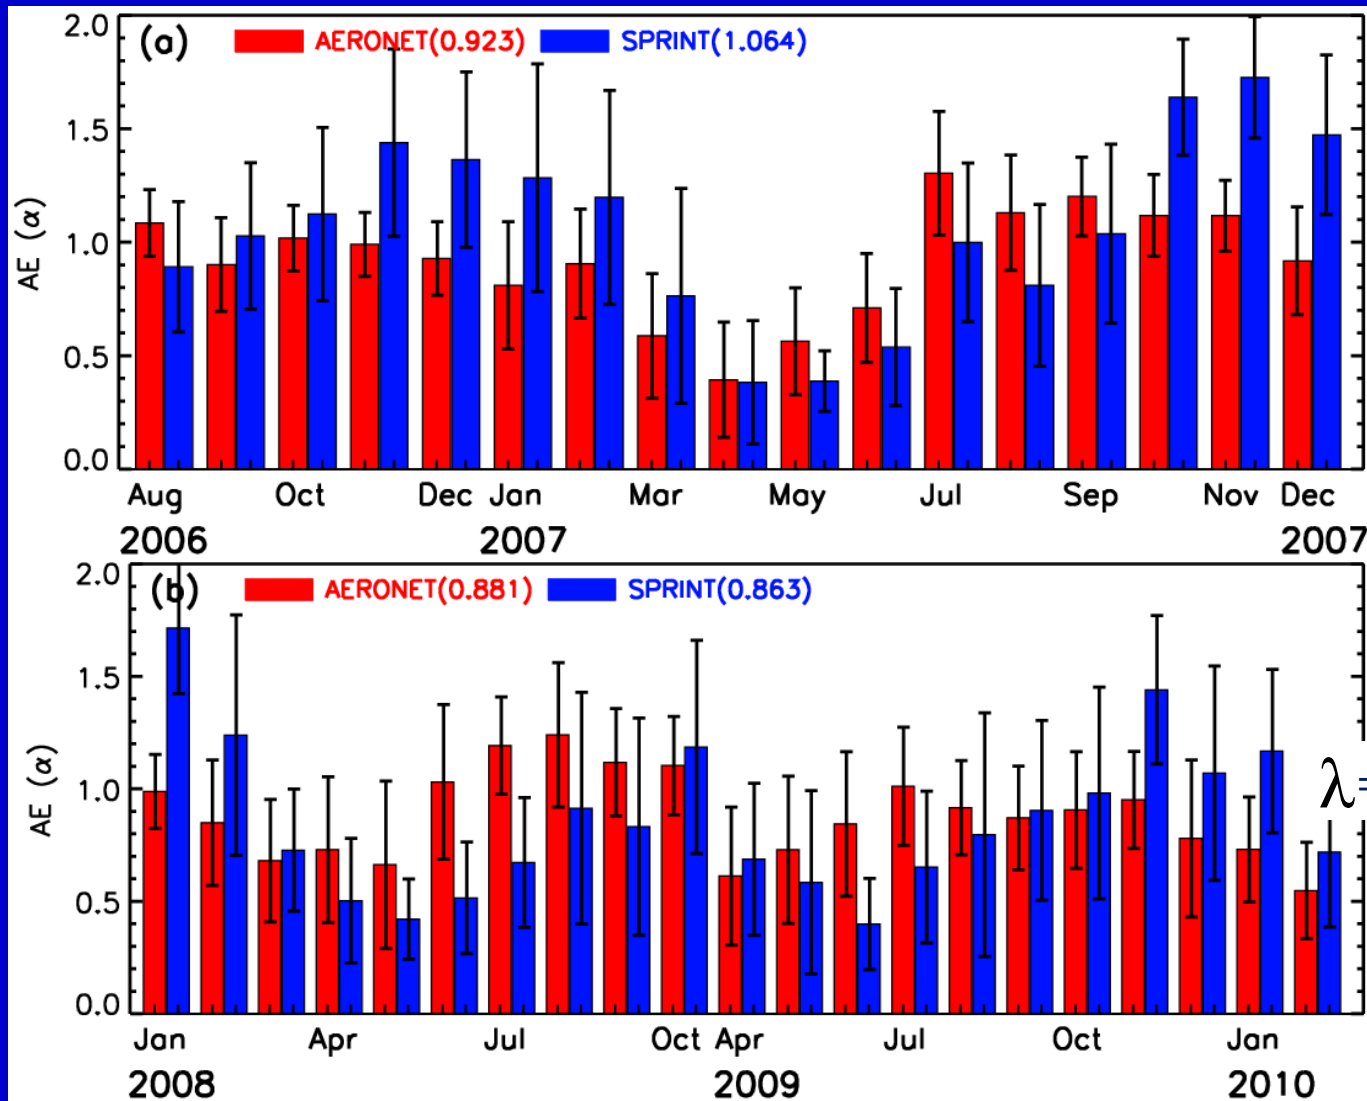 2.0
(a) AERONET(0.923) SPRINT(1.064)
1.5
1.0
0.5
0.0
AE (α)
Aug Oct Dec Jan Mar May Jul Sep Nov Dec
2006 2007 2007
2.0
(b) AERONET(0.881) SPRINT(0.863)
1.5
1.0
0.5
0.0
AE (α)
λ=
Jan Apr Jul Oct Apr Jul Oct Jan
2008 2009 2010